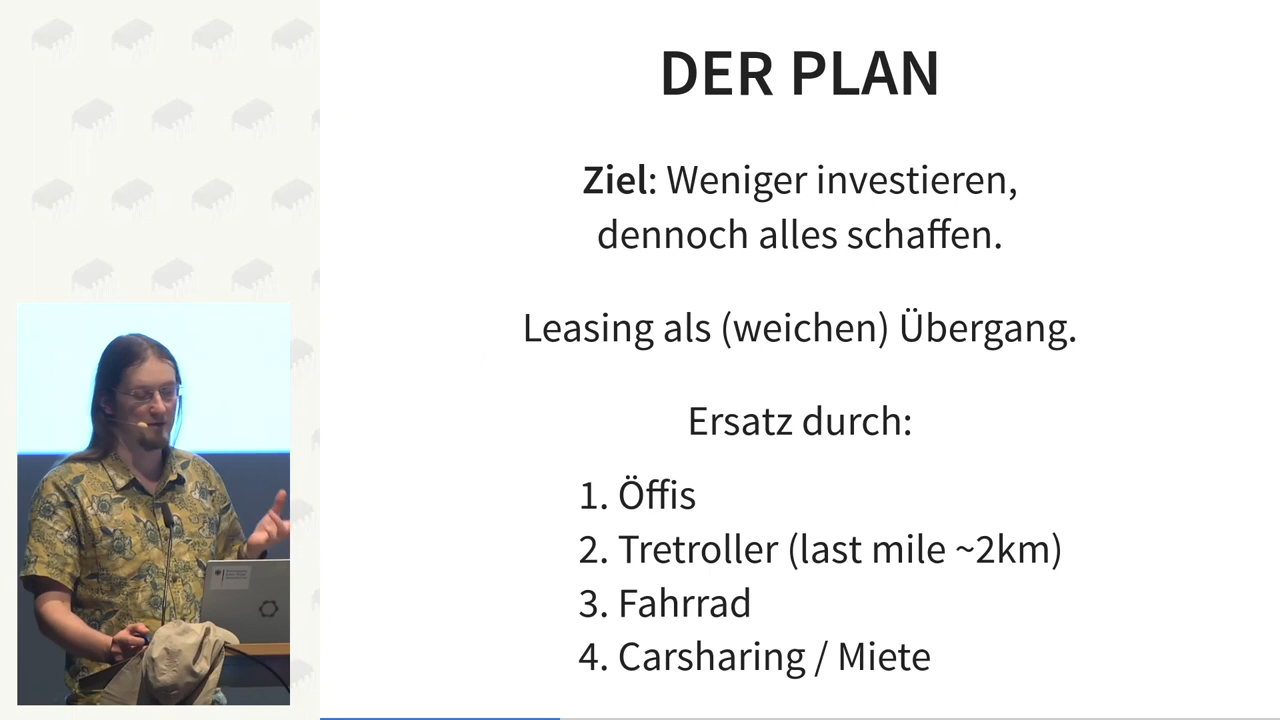 DER PLAN
Ziel: Weniger investieren,
dennoch alles schaffen.
Leasing als (weichen) Übergang.
Ersatz durch:
1. Öffis
2. Tretroller (last mile ~2km)
3. Fahrrad
4. Carsharing / Miete